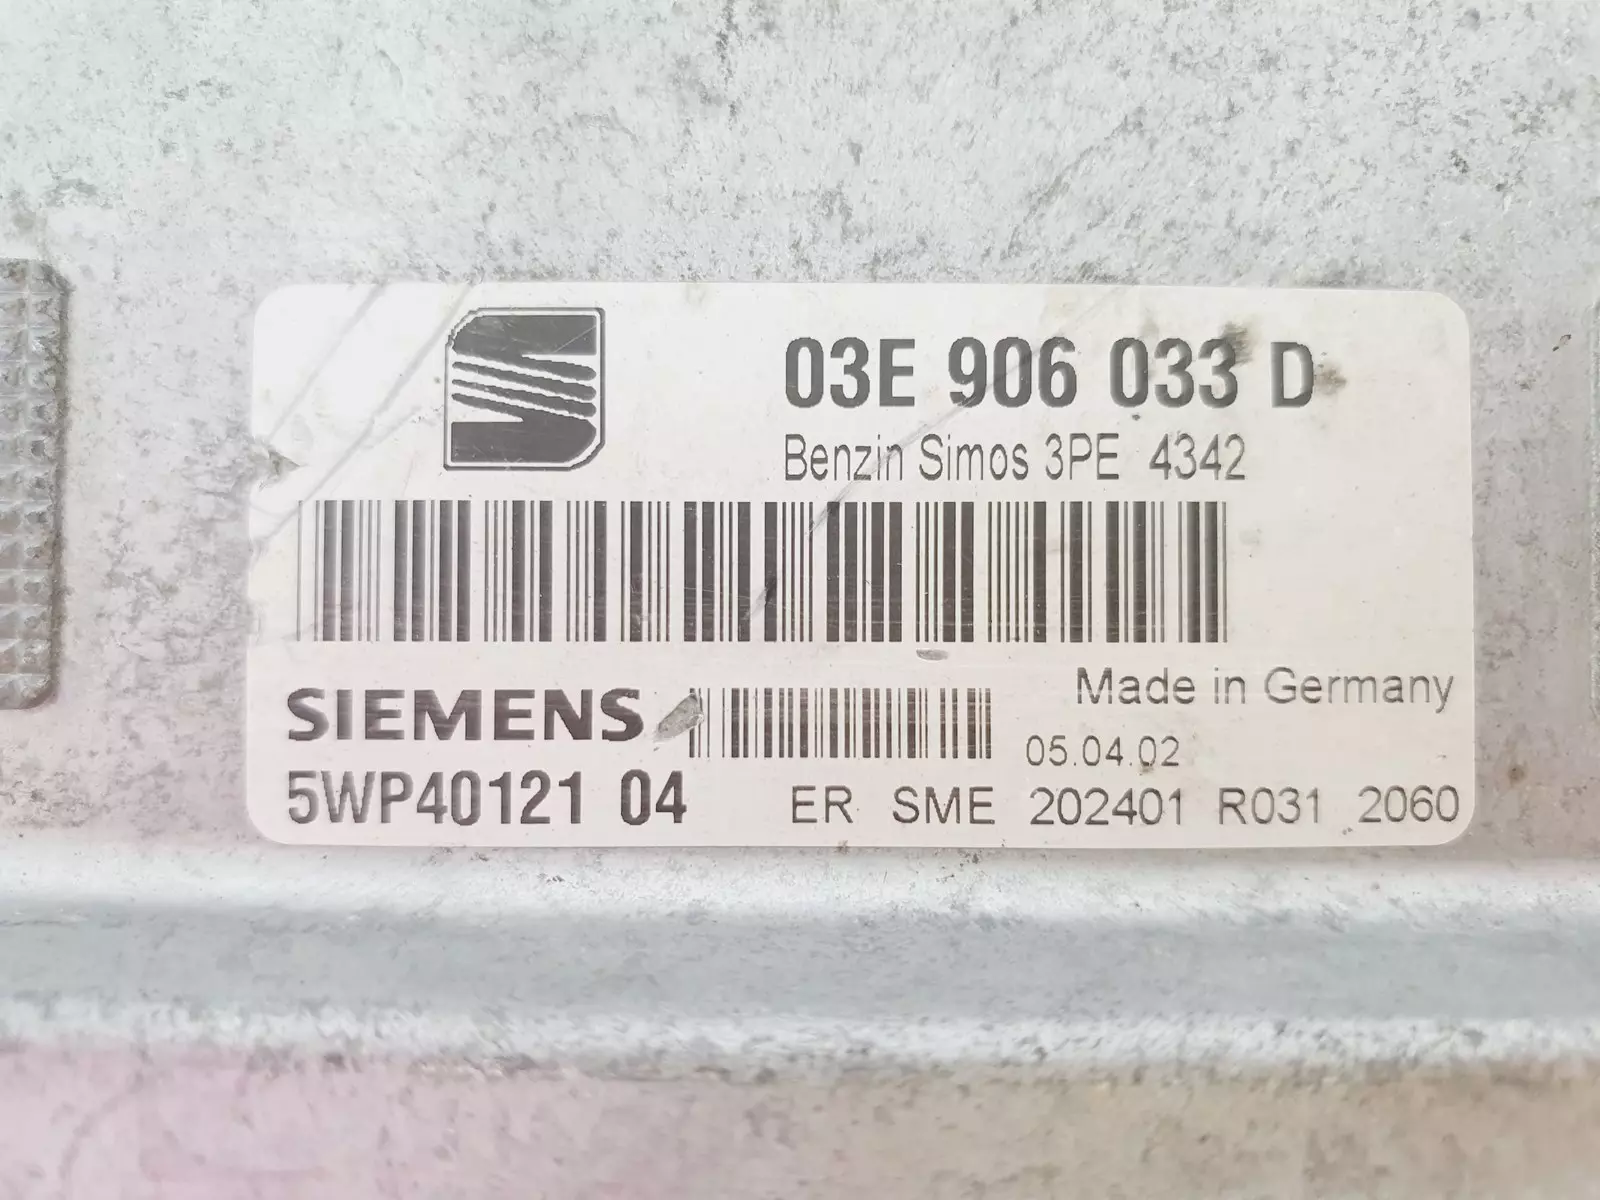 03E 906 033 D
Benzin Simos 3PE 4342
Made in Germany
SIEMENS
05.04.02
5WP40121 04
ER SME 202401 R031 2060